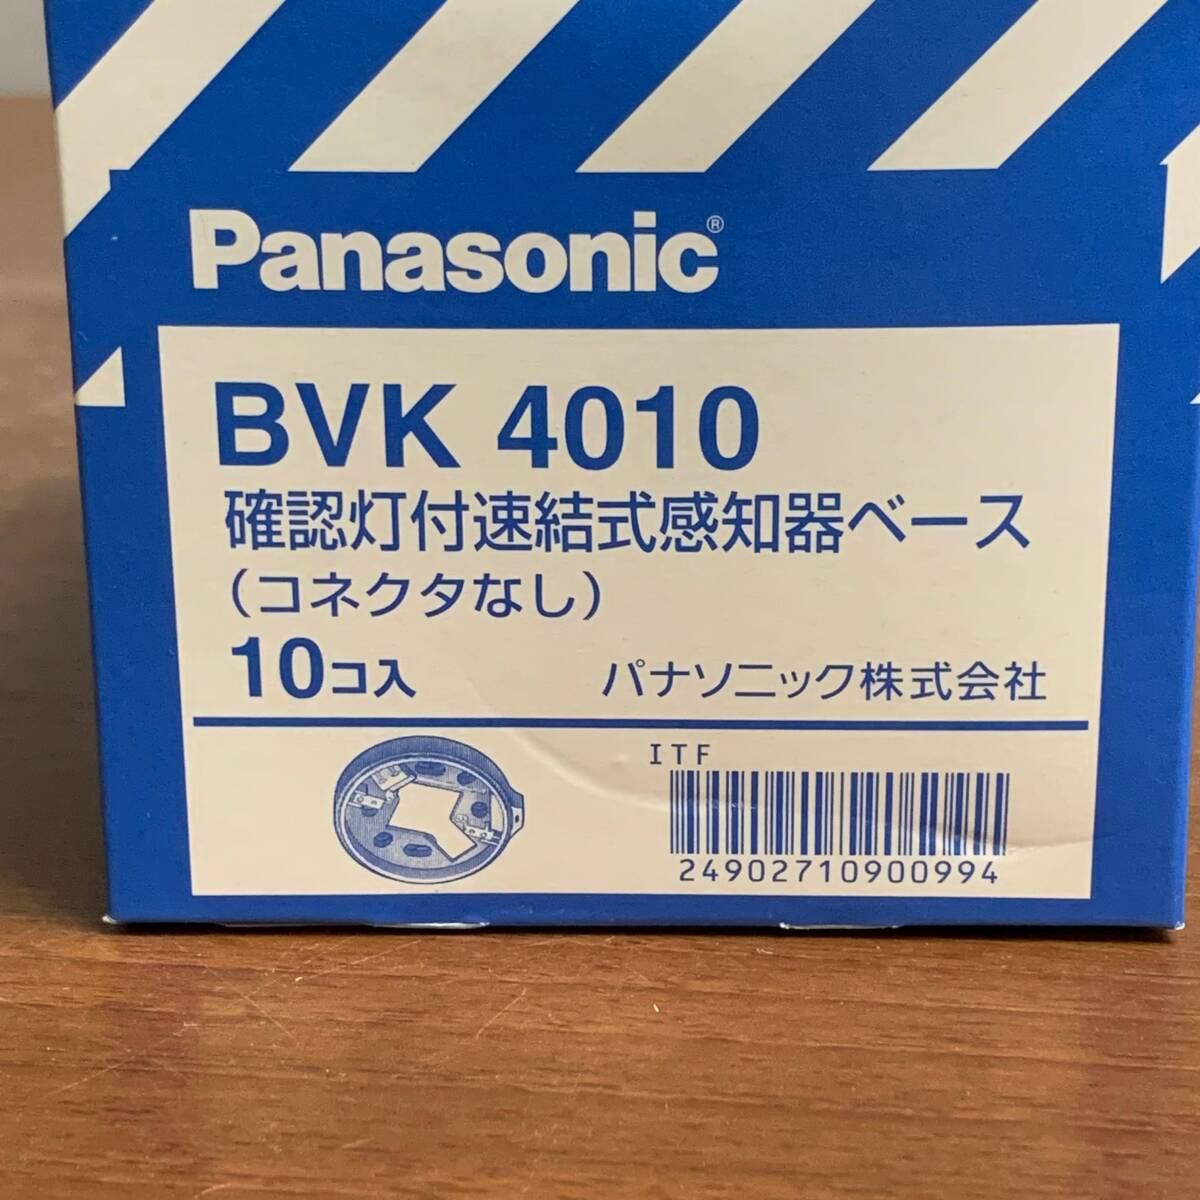 Panasonic®
BVK 4010
確認灯付速結式感知器ベース
(コネクタなし)
10コ入
パナソニック株式会社
ITF
24902710900994